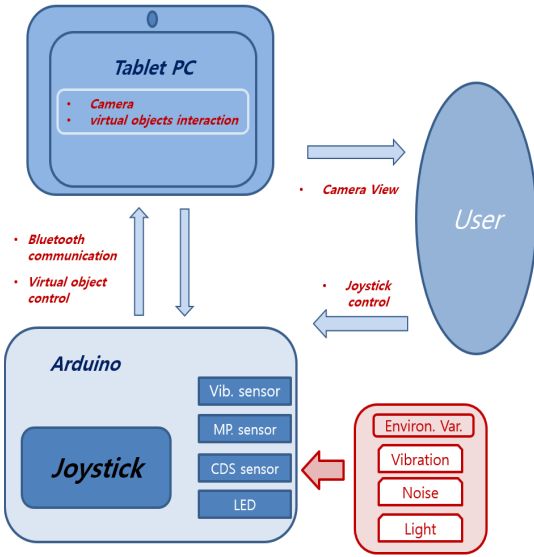 Tablet PC
• Camera
• virtual objects interaction
• Camera View
User
• Bluetooth
communication
• Virtual object
control
• Joystick
control
Arduino
Joystick
Vib. sensor
MP. sensor
CDS sensor
LED
Environ. Var.
Vibration
Noise
Light